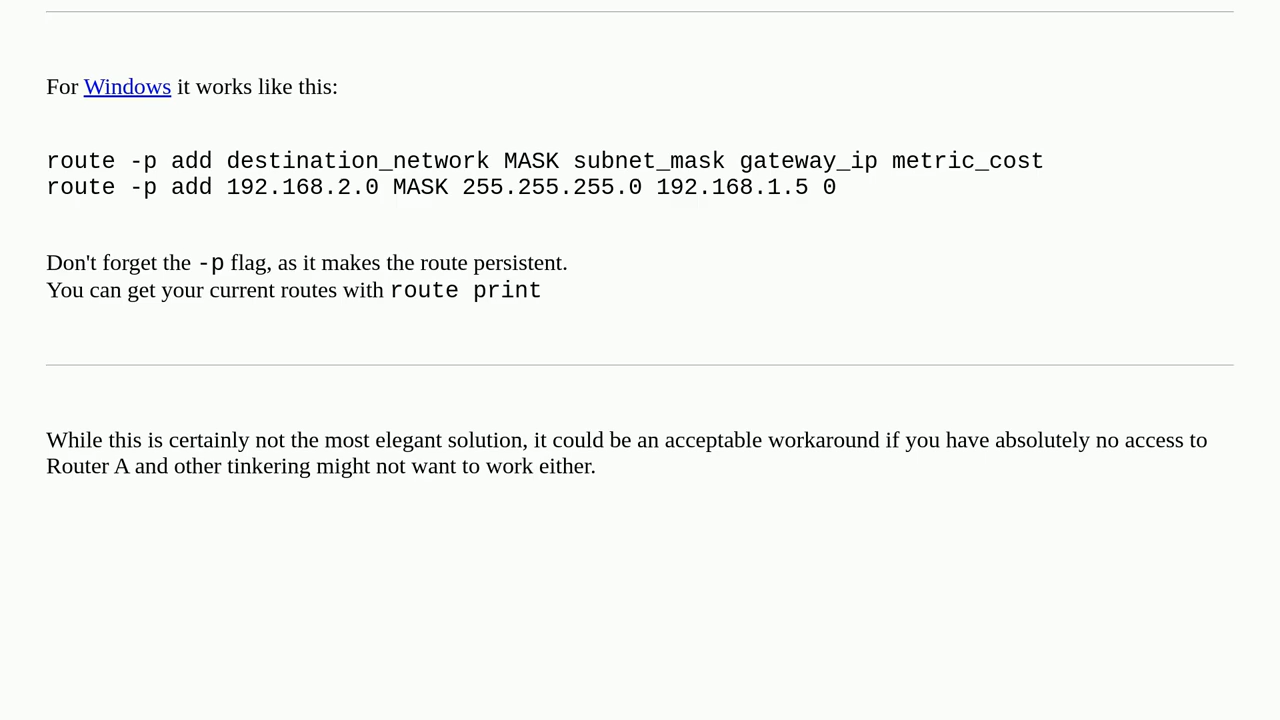 For Windows it works like this:
route -p add destination_network MASK subnet_mask gateway_ip metric_cost
route -p add 192.168.2.0 MASK 255.255.255.0 192.168.1.5 0
Don't forget the -p flag, as it makes the route persistent.
You can get your current routes with route print
While this is certainly not the most elegant solution, it could be an acceptable workaround if you have absolutely no access to
Router A and other tinkering might not want to work either.